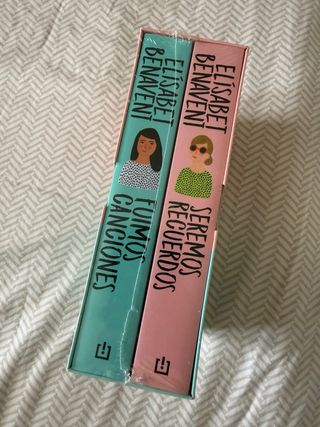 ELÍSABET
BENAVENT
FUIMOS
CANCIONES
ELÍSABET
BENAVENT
SEREMOS
RECUERDOS